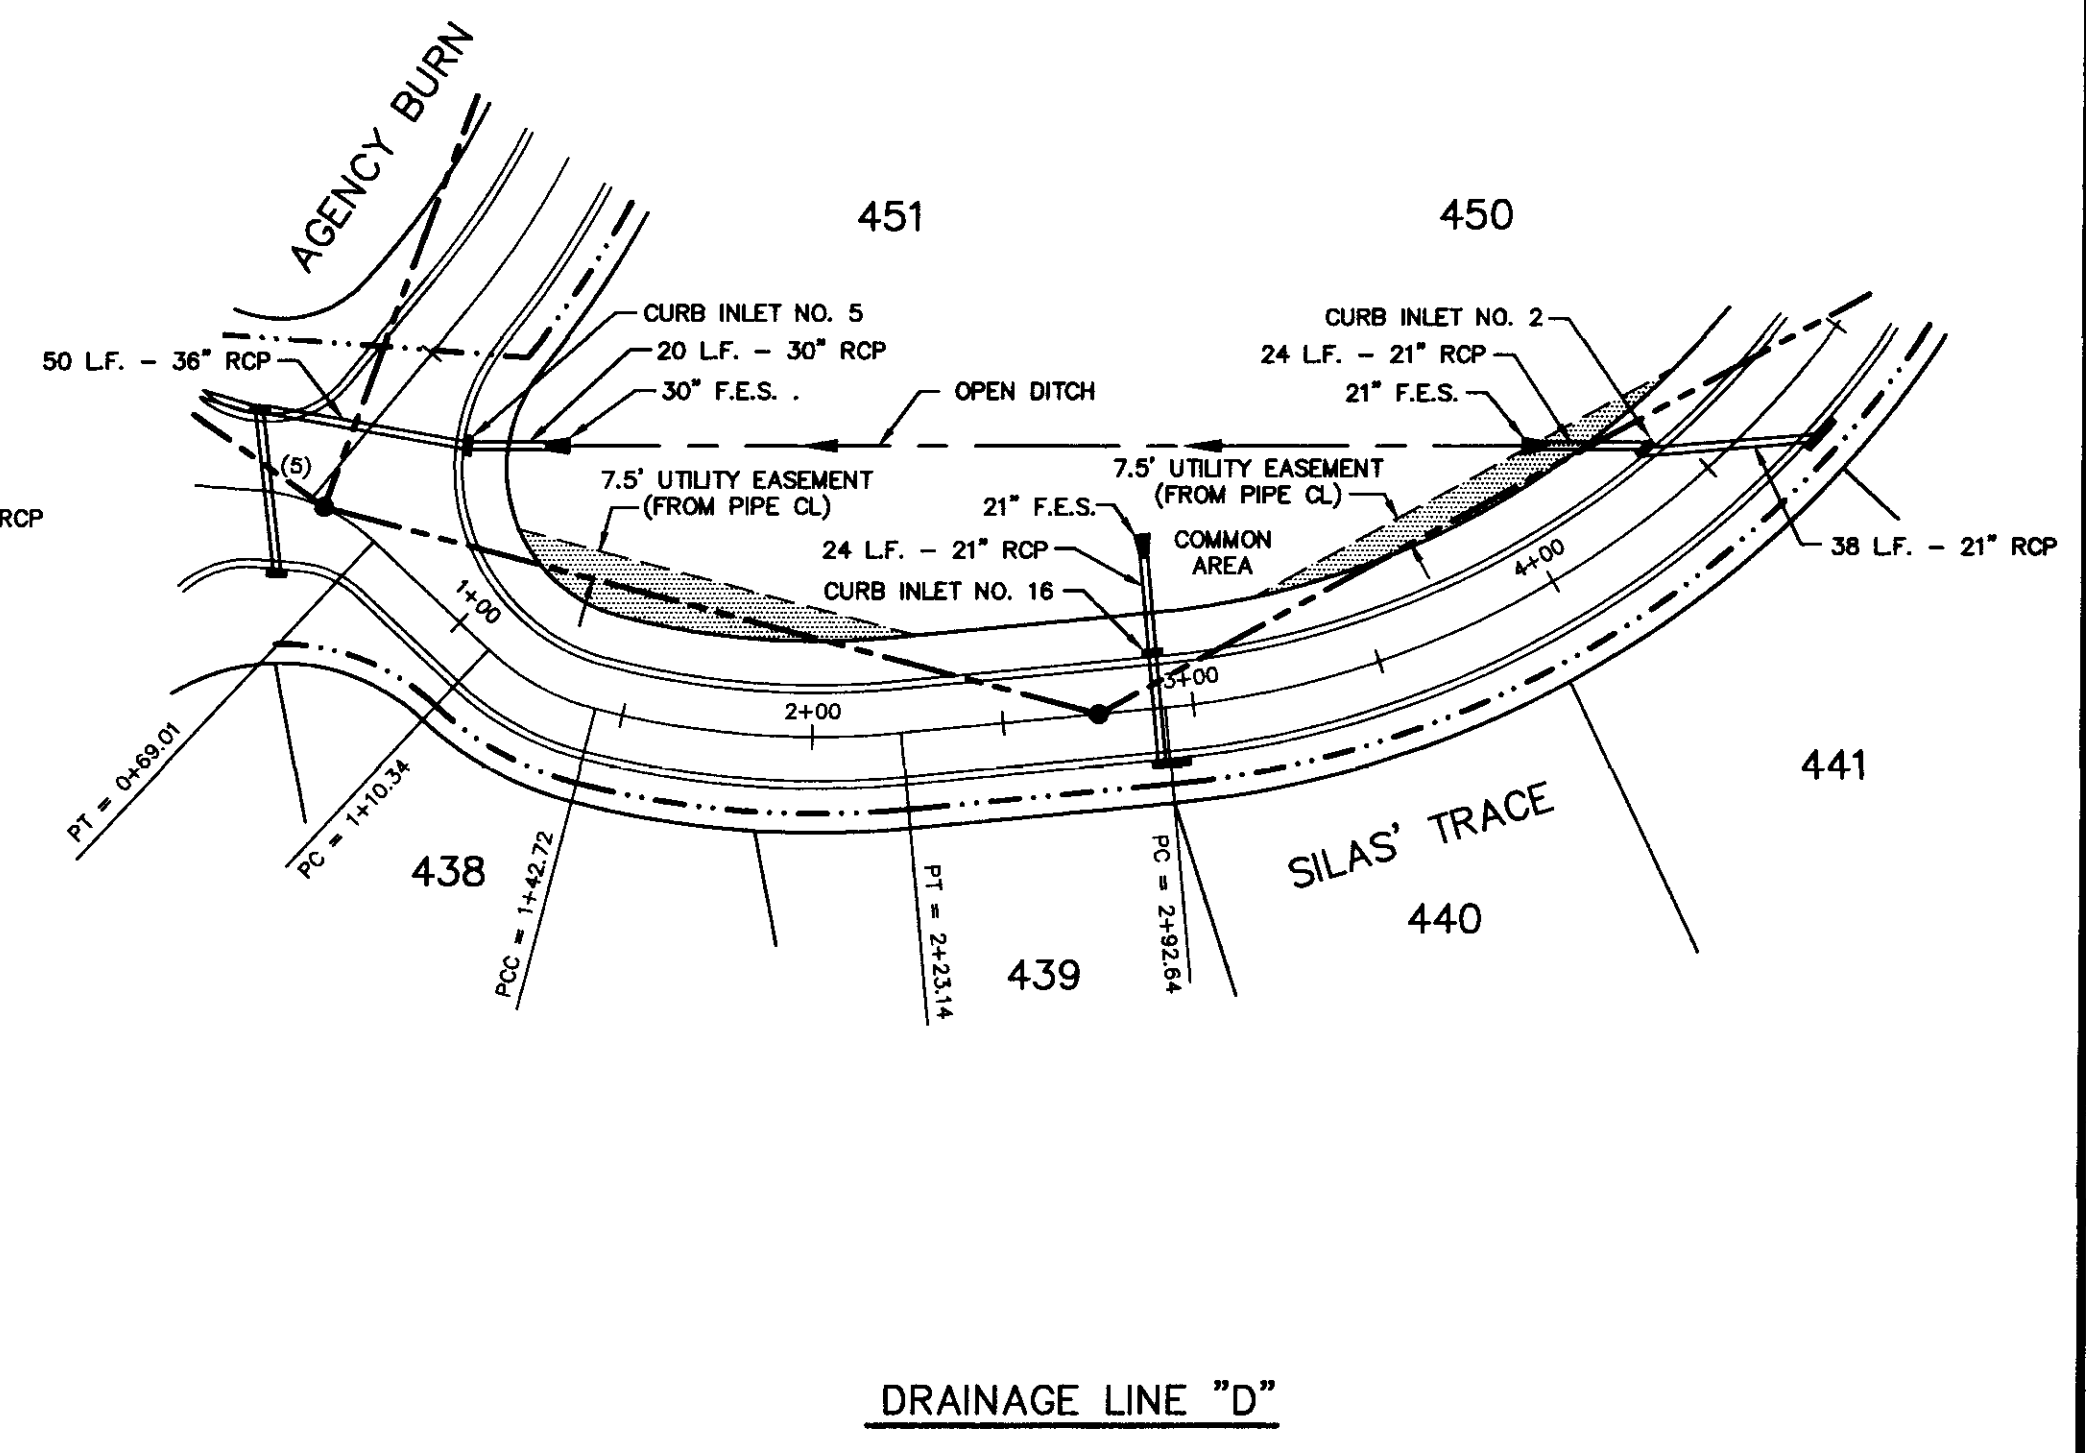 AGENCY BURN
451
450
CURB INLET NO. 5
20 L.F. - 30" RCP
30" F.E.S. .
50 L.F. - 36" RCP
OPEN DITCH
CURB INLET NO. 2
24 L.F. - 21" RCP
21" F.E.S.
(5)
7.5' UTILITY EASEMENT
(FROM PIPE CL)
7.5' UTILITY EASEMENT
(FROM PIPE CL)
RCP
21" F.E.S.
24 L.F. - 21" RCP
CURB INLET NO. 16
COMMON
AREA
38 L.F. - 21" RCP
4+00
1+00
3+00
2+00
PT = 0+69.01
PC = 1+10.34
PCC = 1+42.72
PT = 2+23.14
PC = 2+92.64
438
439
SILAS' TRACE
440
441
DRAINAGE LINE "D"